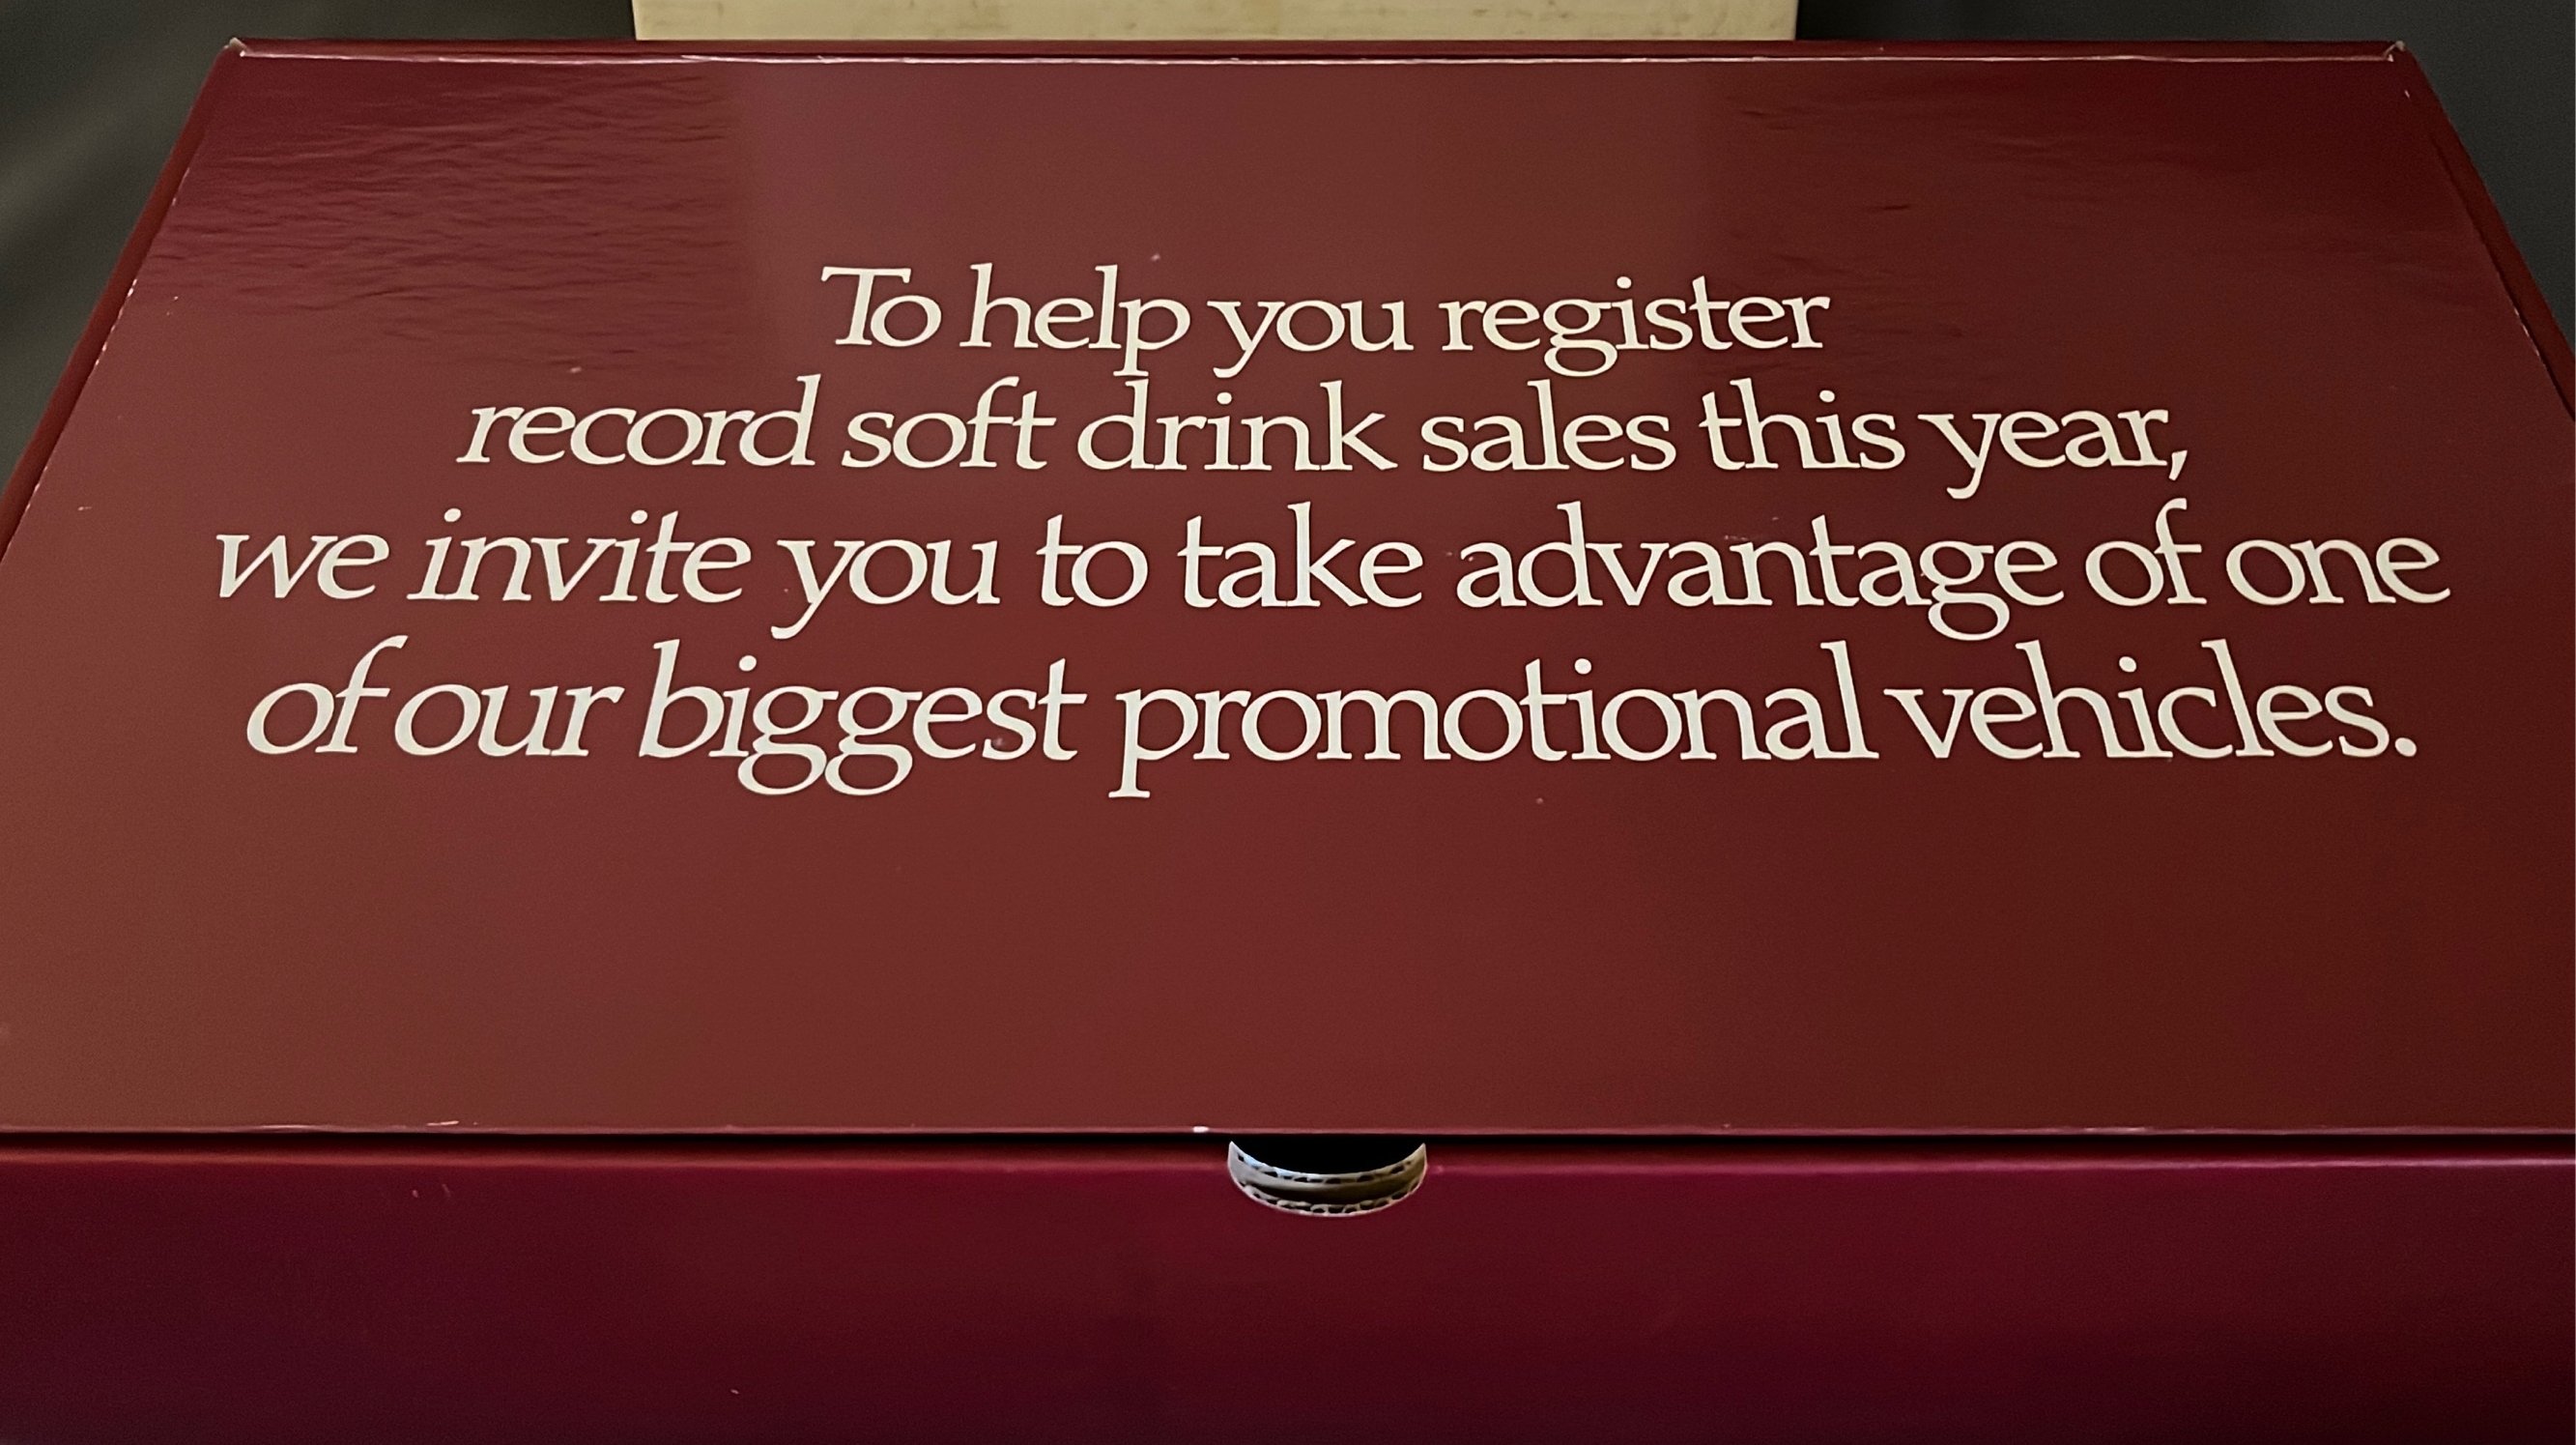 To help you register
record soft drink sales this year,
we invite you to take advantage of one
of our biggest promotional vehicles.